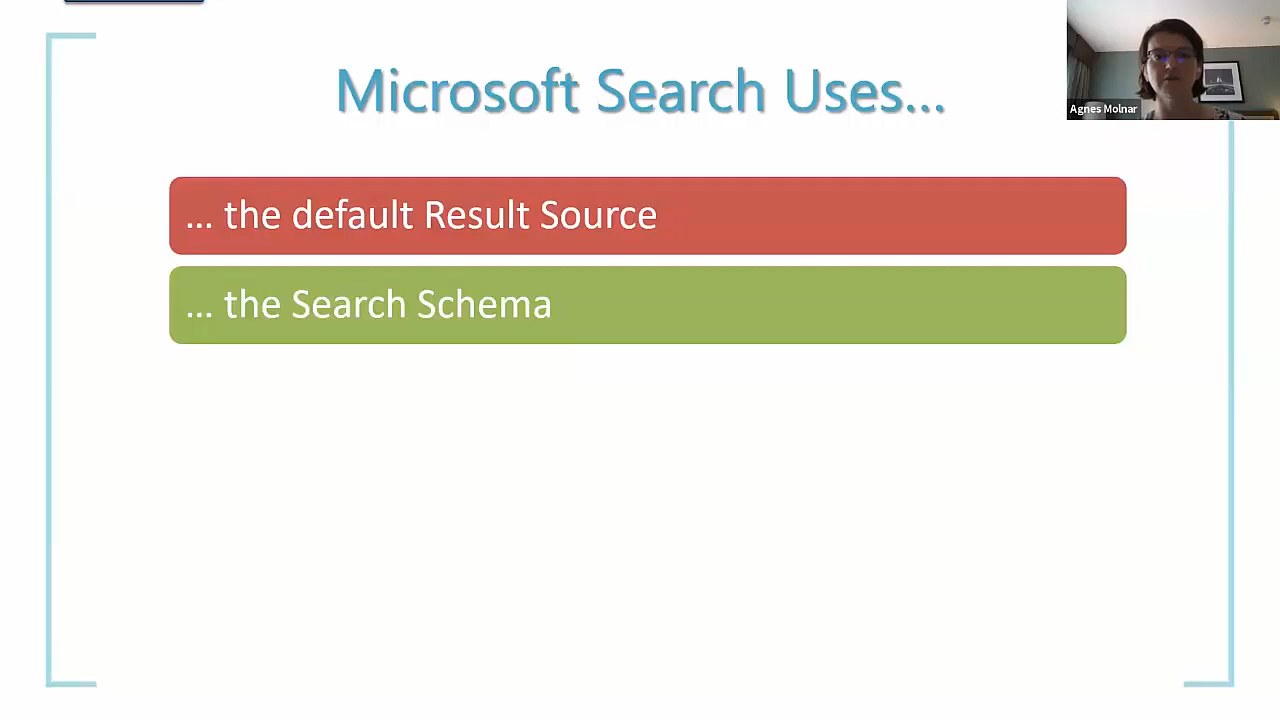 Microsoft Search Uses...
Agnes Molnar
... the default Result Source
... the Search Schema